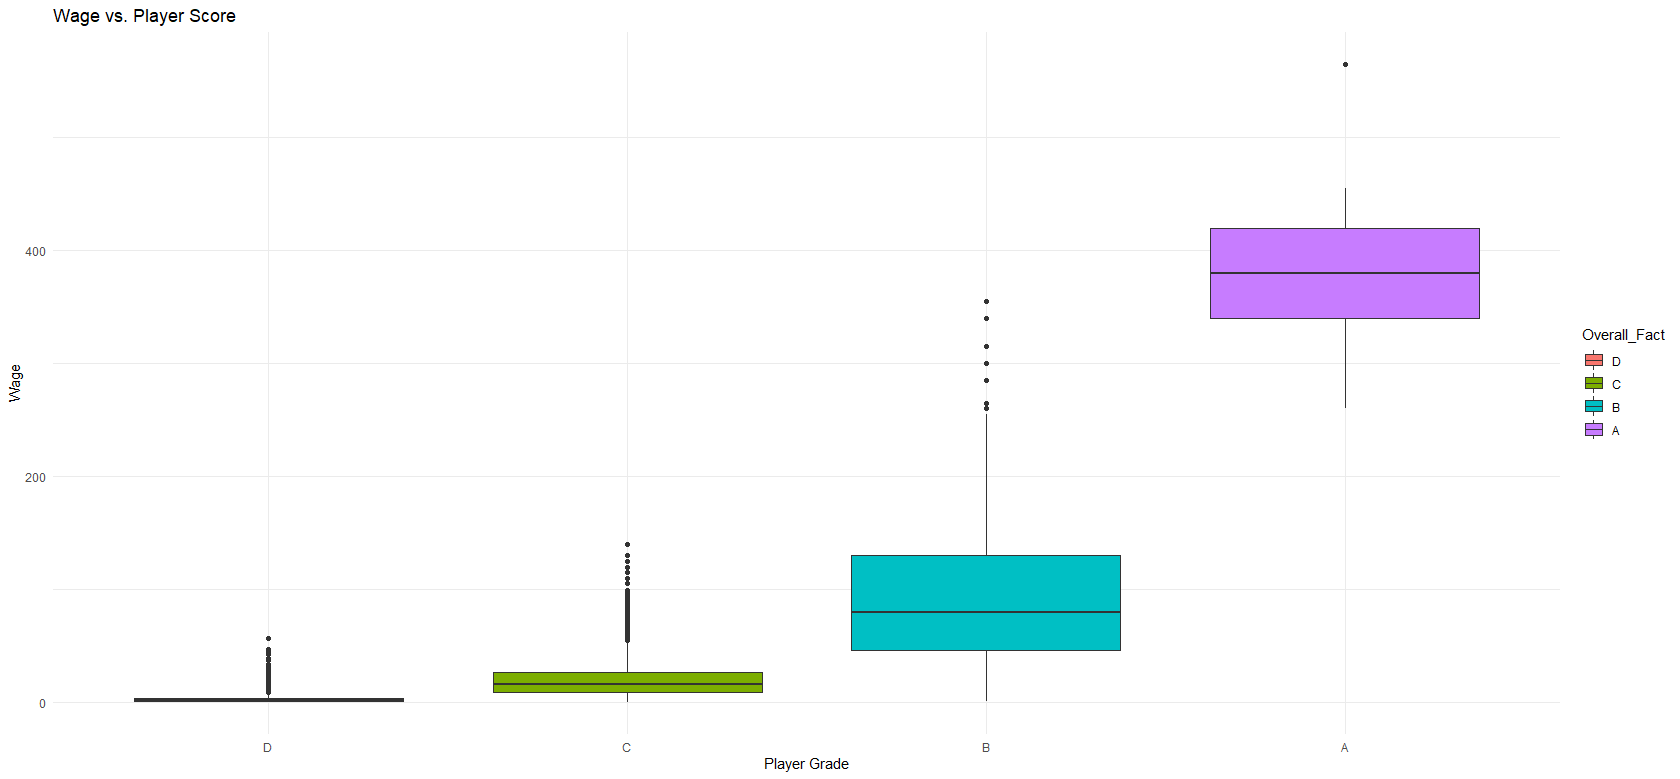 Wage vs. Player Score
Wage
400
200
0
D
C
B
A
Player Grade
Overall_Fact
D
C
B
A